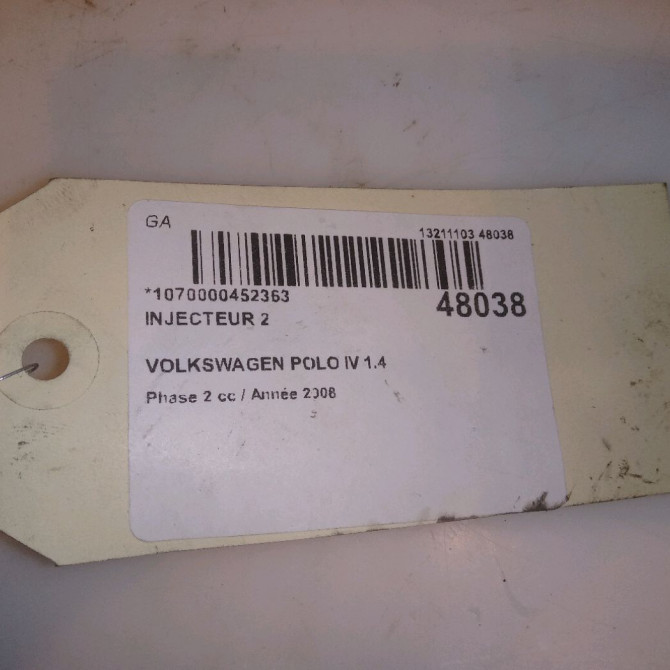 GA
13211103 48038
*1070000452363
48038
INJECTEUR 2
VOLKSWAGEN POLO IV 1.4
Phase 2 cc / Année 2008